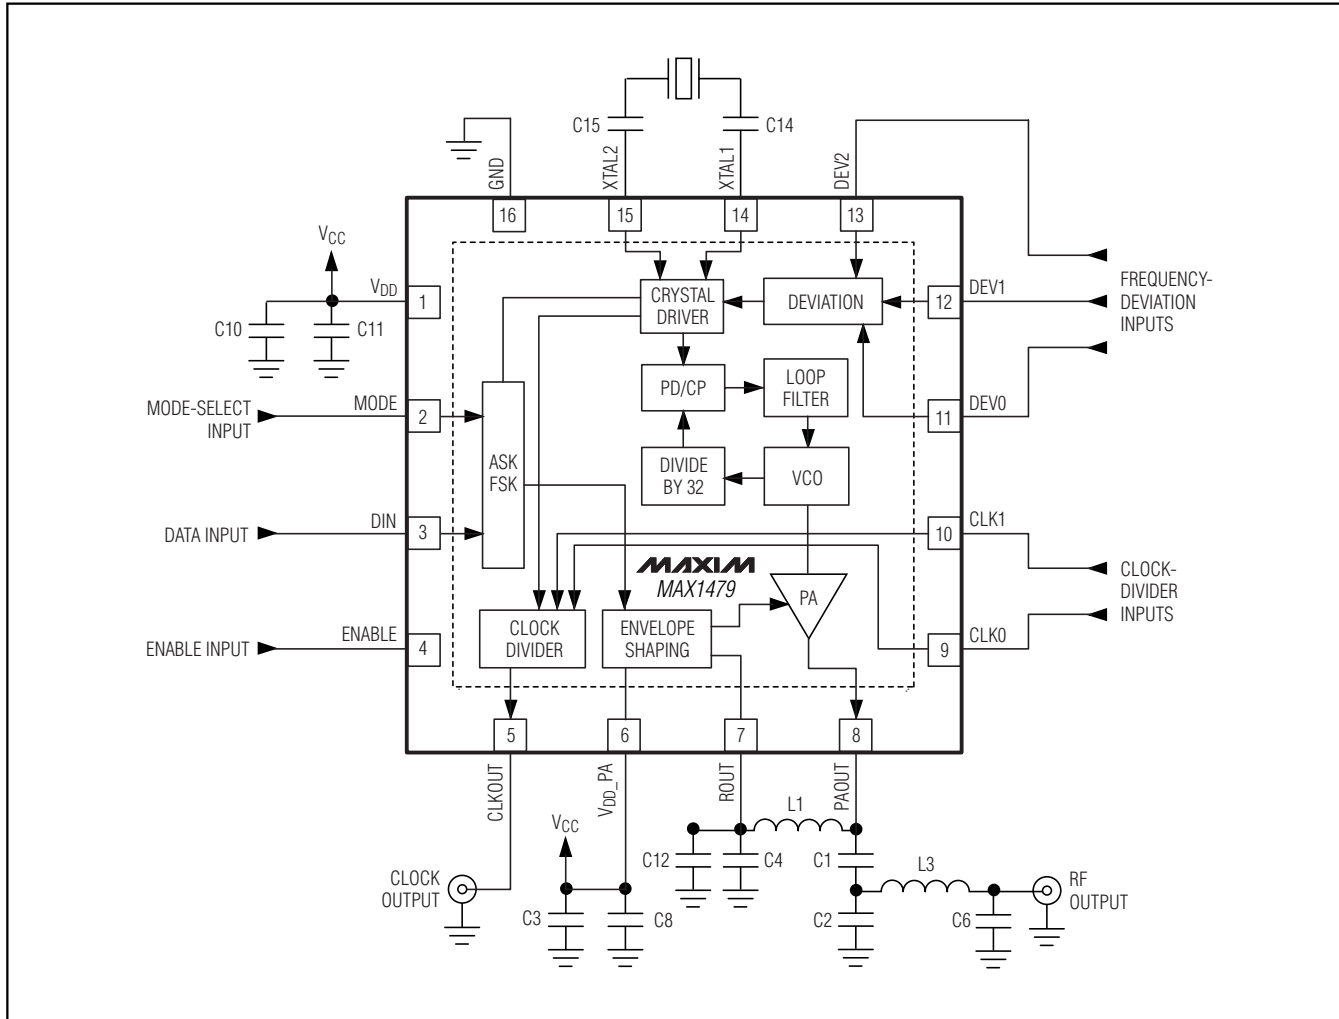 C15
C14
GND
XTAL2
XTAL1
DEV2
16
15
14
13
VCC
VDD
1
C10
C11
CRYSTAL
DRIVER
DEVIATION
12
DEV1
FREQUENCY-
DEVIATION
INPUTS
MODE-SELECT
INPUT
MODE
2
PD/CP
LOOP
FILTER
11
DEV0
ASK
FSK
DIVIDE
BY 32
VCO
DATA INPUT
DIN
3
10
CLK1
MAXIM
MAX1479
PA
CLOCK-
DIVIDER
INPUTS
ENABLE INPUT
ENABLE
4
CLOCK
DIVIDER
ENVELOPE
SHAPING
9
CLK0
5
6
7
8
CLKOUT
VDD_PA
ROUT
PAOUT
VCC
L1
C12
C4
C1
L3
CLOCK
OUTPUT
C3
C8
C2
C6
RF
OUTPUT